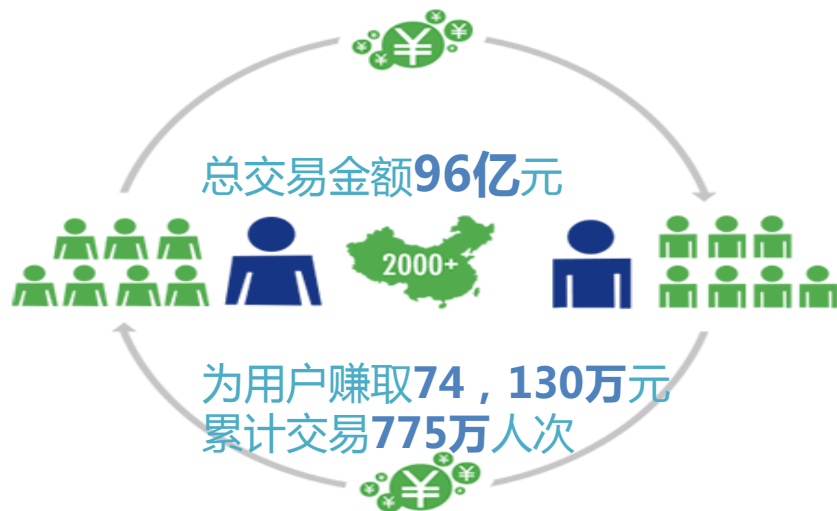 ¥ ¥ ¥ ¥
总交易金额96亿元
2000+
为用户赚取74，130万元
累计交易775万人次
¥ ¥ ¥ ¥